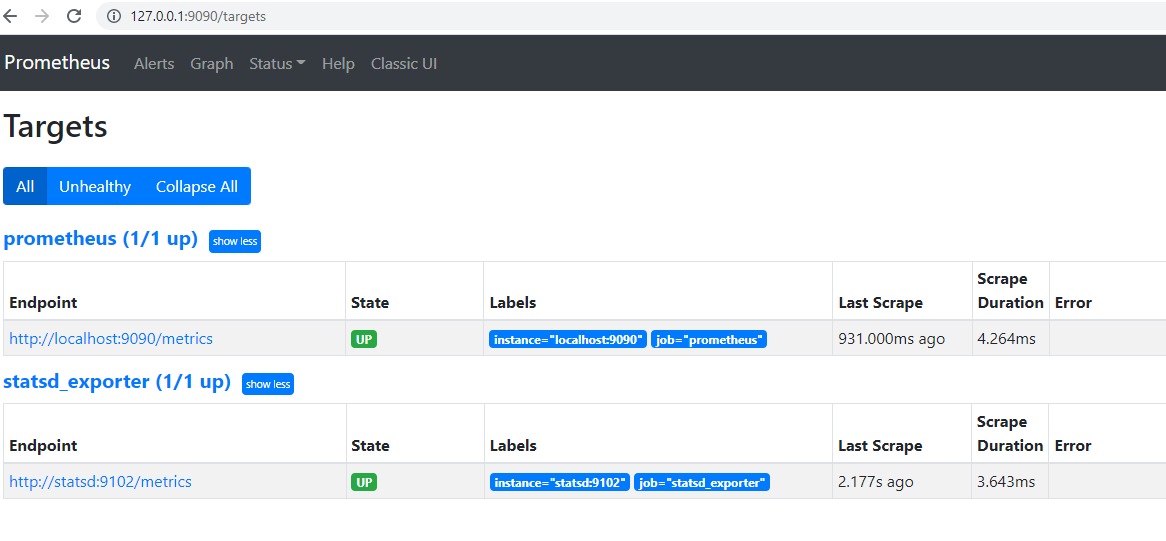 127.0.0.1:9090/targets
Prometheus Alerts Graph Status Help Classic UI
Targets
All Unhealthy Collapse All
prometheus (1/1 up) show less
Endpoint State Labels Last Scrape Scrape Duration Error
http://localhost:9090/metrics UP instance="localhost:9090" job="prometheus" 931.000ms ago 4.264ms
statsd_exporter (1/1 up) show less
Endpoint State Labels Last Scrape Scrape Duration Error
http://statsd:9102/metrics UP instance="statsd:9102" job="statsd_exporter" 2.177s ago 3.643ms